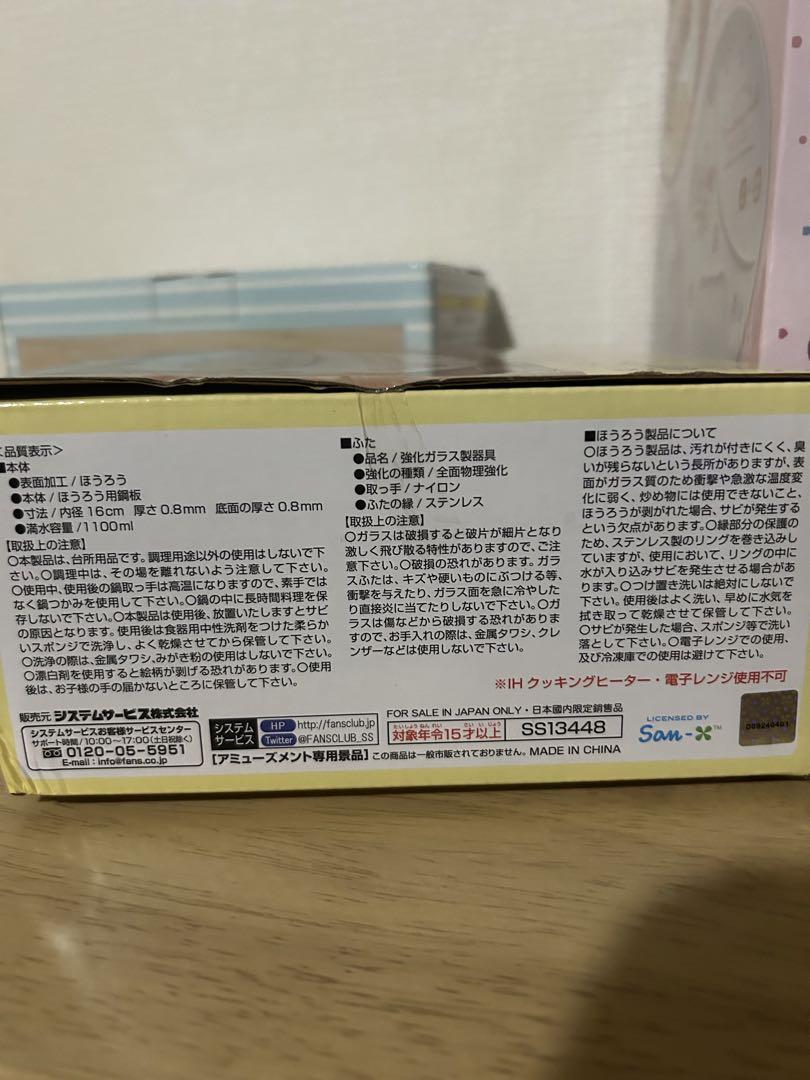 <品質表示>
■本体
●表面加工/ほうろう
●本体/ほうろう用鋼板
●寸法/内径16cm 厚さ0.8mm 底面の厚さ0.8mm
●満水容量/1100ml
【取扱上の注意】
○本製品は、台所用品です。調理用途以外の使用はしないで下
さい。○調理中は、その場を離れないよう注意して下さい。
○使用中、使用後の鍋取っ手は高温になりますので、素手では
なく鍋つかみを使用して下さい。○鍋の中に長時間料理を保
存しないで下さい。○本製品は使用後、放置いたしますとサビ
の原因となります。使用後は食器用中性洗剤をつけた柔らか
いスポンジで洗浄し、よく乾燥させてから保管して下さい。
○洗浄の際は、金属タワシ、みがき粉の使用はしないで下さい。
○漂白剤を使用すると絵柄が剥げる恐れがあります。○使用
後は、お子様の手の届かないところに保管して下さい。
■ふた
●品名/強化ガラス製器具
●強化の種類/全面物理強化
●取っ手/ナイロン
●ふたの縁/ステンレス
【取扱上の注意】
○ガラスは破損すると破片が細片となり
激しく飛び散る特性がありますので、ご注
意下さい。○破損の恐れがあります。ガラ
スふたは、キズや硬いものにぶつける等、
衝撃を与えたり、ガラス面を急に冷やした
り直接炎に当てたりしないで下さい。○ガ
ラスは傷などから破損する恐れがありま
すので、お手入れの際は、金属タワシ、クレ
ンザーなどは使用しないで下さい。
■ほうろう製品について
○ほうろう製品は、汚れが付きにくく、臭
いが残らないという長所がありますが、表
面がガラス質のため衝撃や急激な温度変
化に弱く、炒め物には使用できないこと、
ほうろうが剥れた場合、サビが発生する
という欠点があります。○縁部分の保護の
ため、ステンレス製のリングを巻き込みし
ていますが、使用において、リングの中に
水が入り込みサビを発生させる場合があ
ります。○つけ置き洗いは絶対にしないで
下さい。使用後はよく洗い、早めに水気を
拭き取って乾燥させて保管して下さい。
○サビが発生した場合、スポンジ等で洗い
落として下さい。○電子レンジでの使用、
及び冷凍庫での使用は避けて下さい。
※IHクッキングヒーター・電子レンジ使用不可
販売元 システムサービス株式会社
システムサービスお客様サービスセンター
サポート時間/10:00~17:00(土日祝除く)
0120-05-5951
E-mail:info@fans.co.jp
システム
サービス
HP http://fansclub.jp
Twitter @FANSCLUB_SS
FOR SALE IN JAPAN ONLY・日本國内限定銷售品
たいしょうねんれい さいいじょう
対象年令15才以上 SS13448
【アミューズメント専用景品】この商品は一般市販されておりません。MADE IN CHINA
LICENSED BY
San-X
TM